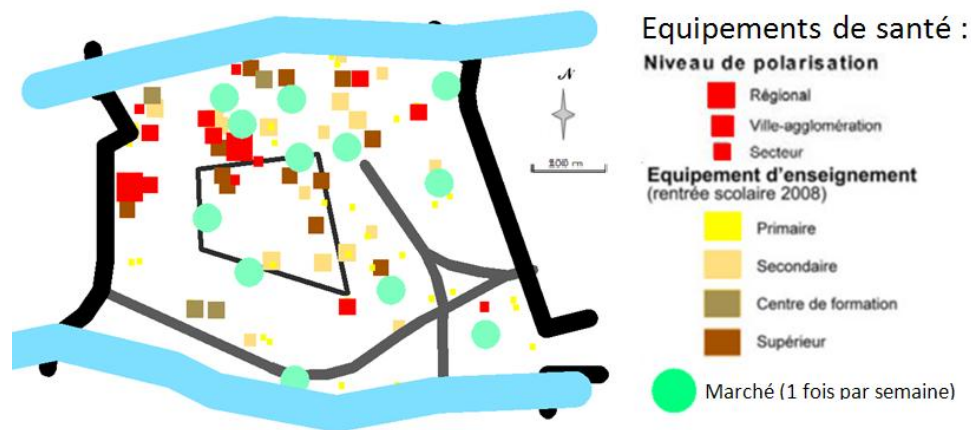 Equipements de santé :
Niveau de polarisation
Régional
Ville-agglomération
Secteur
Equipement d'enseignement
(rentrée scolaire 2008)
Primaire
Secondaire
Centre de formation
Supérieur
Marché (1 fois par semaine)
N
200 m